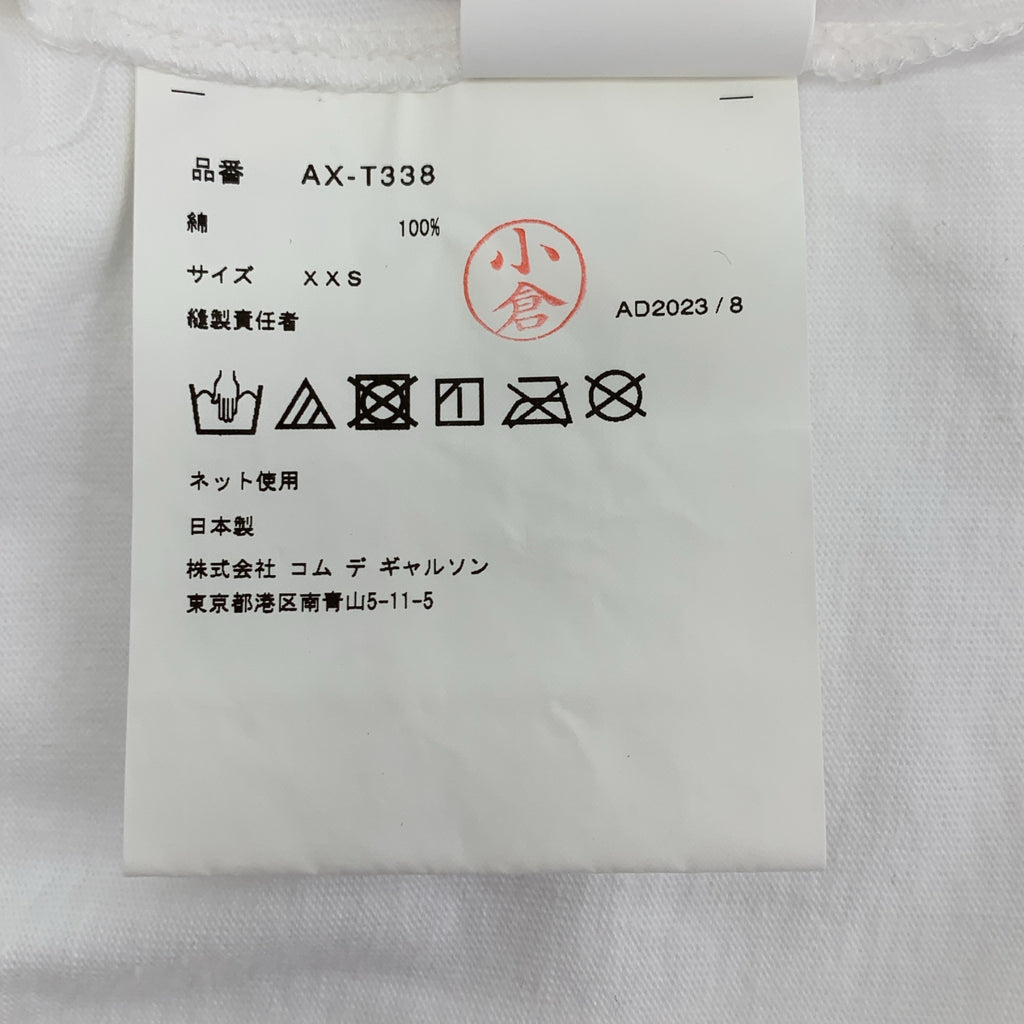 品番 AX-T338
綿 100%
サイズ XXS
縫製責任者
小倉
AD2023/8
ネット使用
日本製
株式会社 コム デ ギャルソン
東京都港区南青山5-11-5